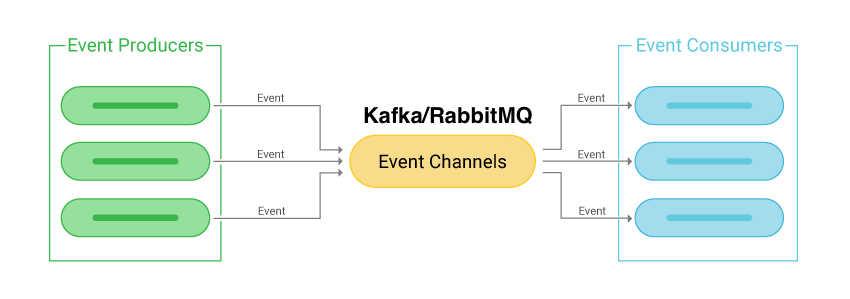 Event Producers
Event Consumers
Event
Event
Kafka/RabbitMQ
Event
Event Channels
Event
Event
Event